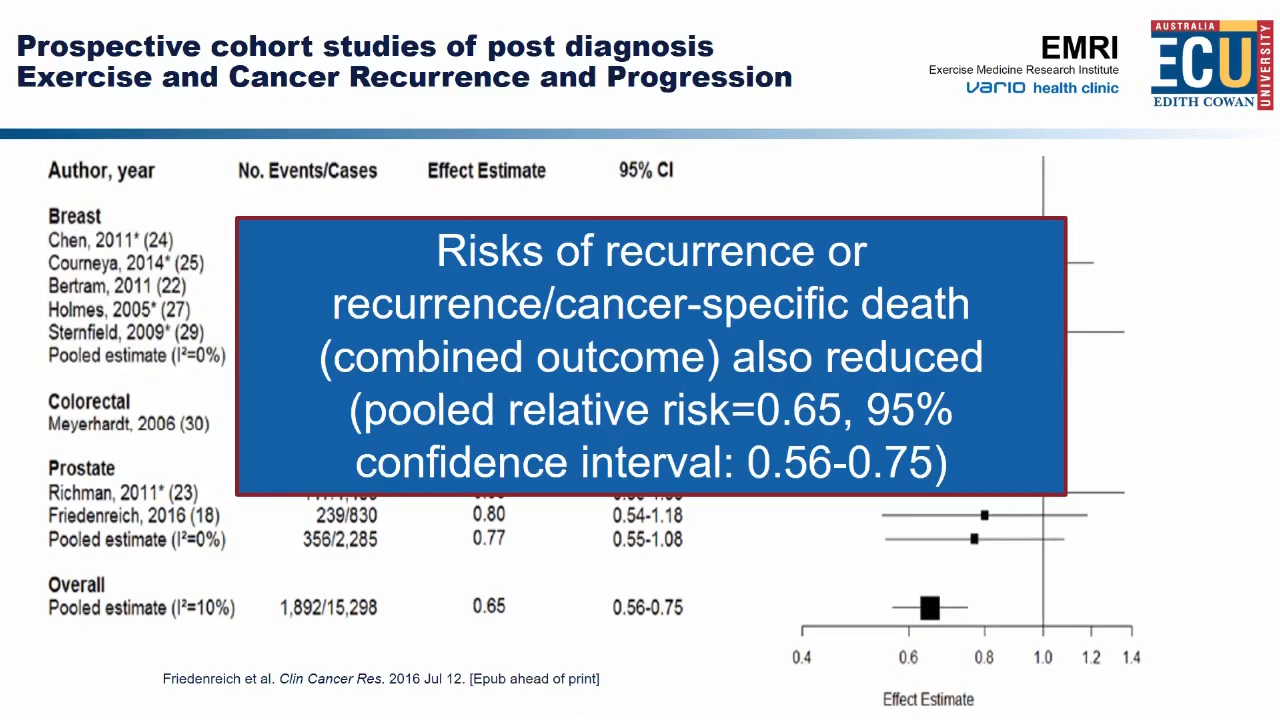 Prospective cohort studies of post diagnosis
Exercise and Cancer Recurrence and Progression
EMRI
Exercise Medicine Research Institute
vario health clinic
AUSTRALIA
ECU
EDITH COWAN
UNIVERSITY
Author, year No. Events/Cases Effect Estimate 95% CI
Breast
Chen, 2011* (24)
Courneya, 2014* (25)
Bertram, 2011 (22)
Holmes, 2005* (27)
Sternfield, 2009* (29)
Pooled estimate (I²=0%)
Risks of recurrence or
recurrence/cancer-specific death
(combined outcome) also reduced
(pooled relative risk=0.65, 95%
confidence interval: 0.56-0.75)
Colorectal
Meyerhardt, 2006 (30)
Prostate
Richman, 2011* (23)
Friedenreich, 2016 (18) 239/830 0.80 0.54-1.18
Pooled estimate (I²=0%) 356/2,285 0.77 0.55-1.08
Overall
Pooled estimate (I²=10%) 1,892/15,298 0.65 0.56-0.75
0.4 0.6 0.8 1.0 1.2 1.4
Effect Estimate
Friedenreich et al. Clin Cancer Res. 2016 Jul 12. [Epub ahead of print]